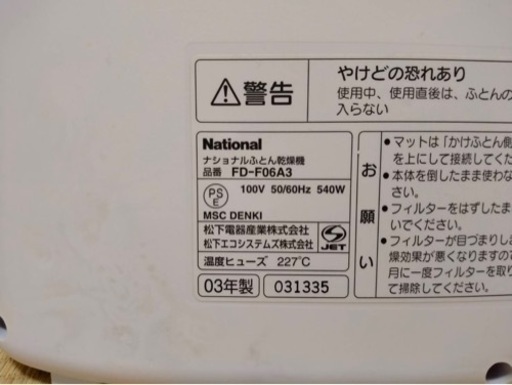 警告
やけどの恐れあり
使用中、使用直後は、ふとんの
入らない
National
ナショナルふとん乾燥機
品番 FD-F06A3
PS
E
100V 50/60Hz 540W
MSC DENKI
松下電器産業株式会社
松下エコシステムズ株式会社
JET
温度ヒューズ 227℃
03年製 031335
お願い
●マットは「かけふとん側
を上にして接続してくだ
●本体を倒したまま使わな
さい。
●フィルターをはずしたま
いでください。
●フィルターが目づまりしま
燥効果が悪くなりますので
月に一度フィルターを取り
て掃除してください。